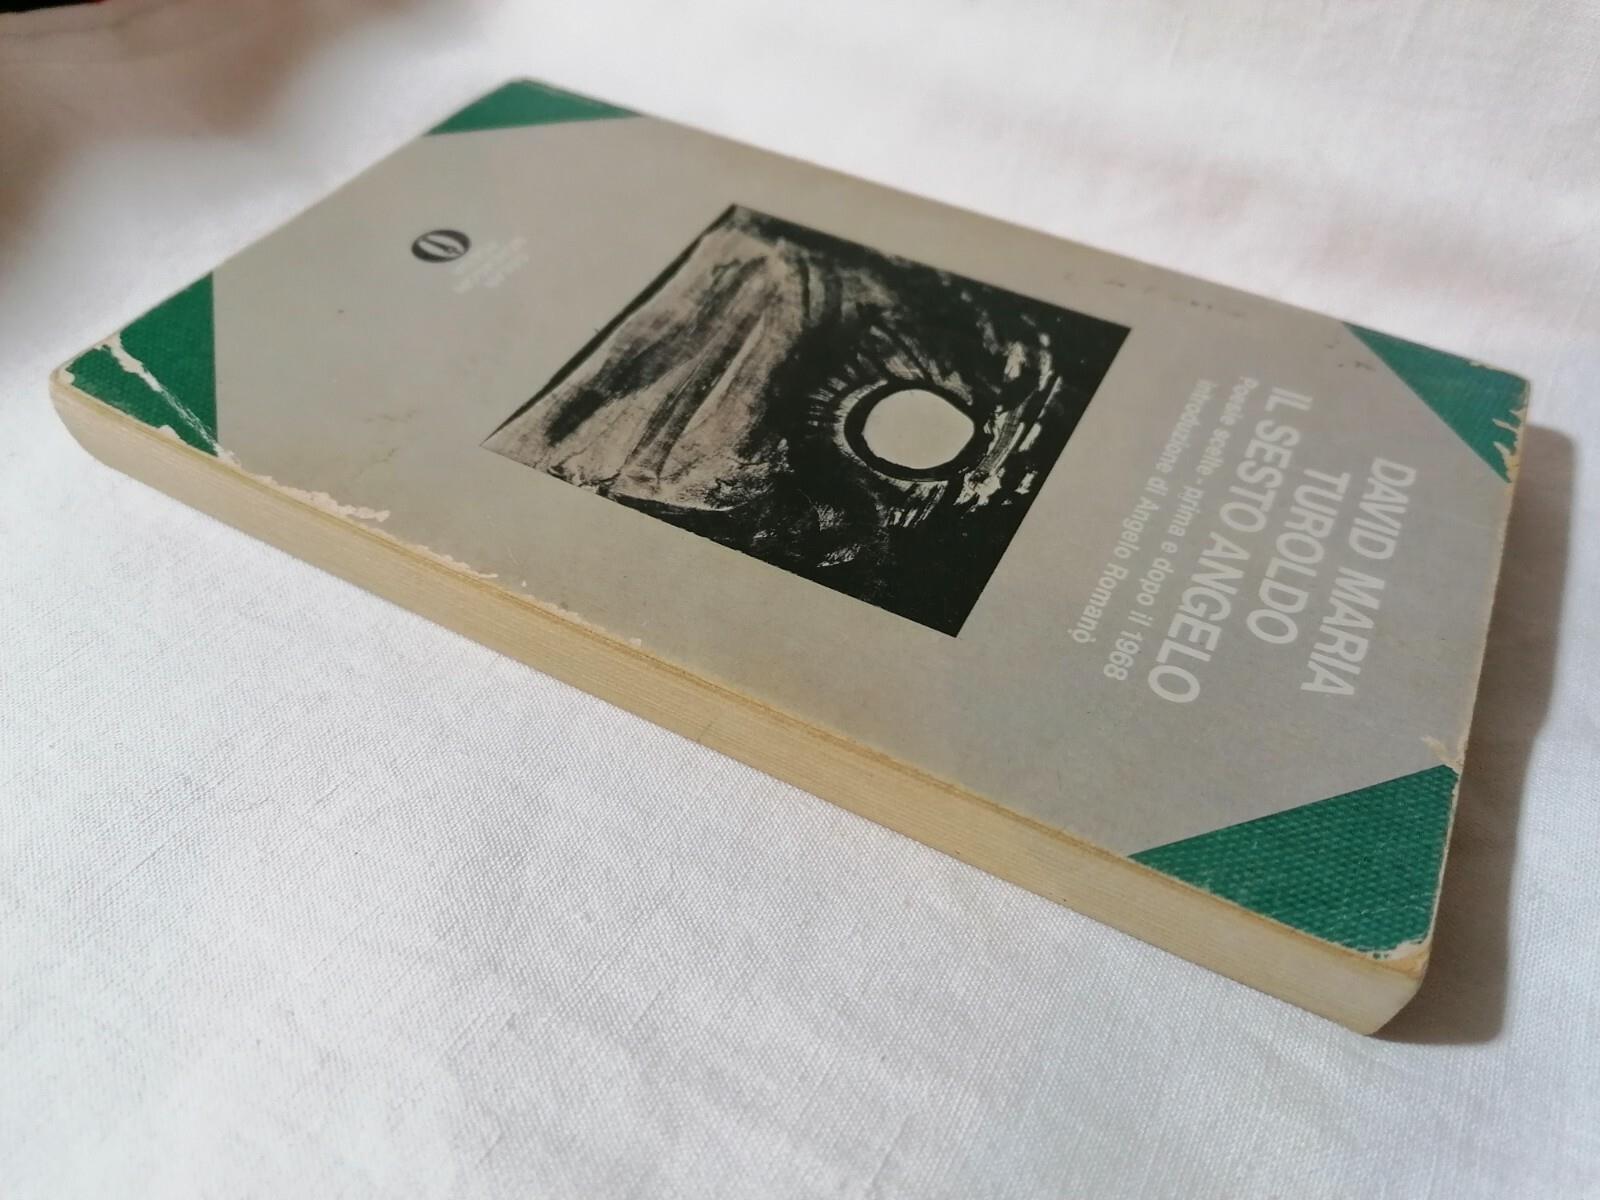 DAVID MARIA
TUROLDO
IL SESTO ANGELO
Poesie scelte - prima e dopo il 1968
introduzione di Angelo Romanò